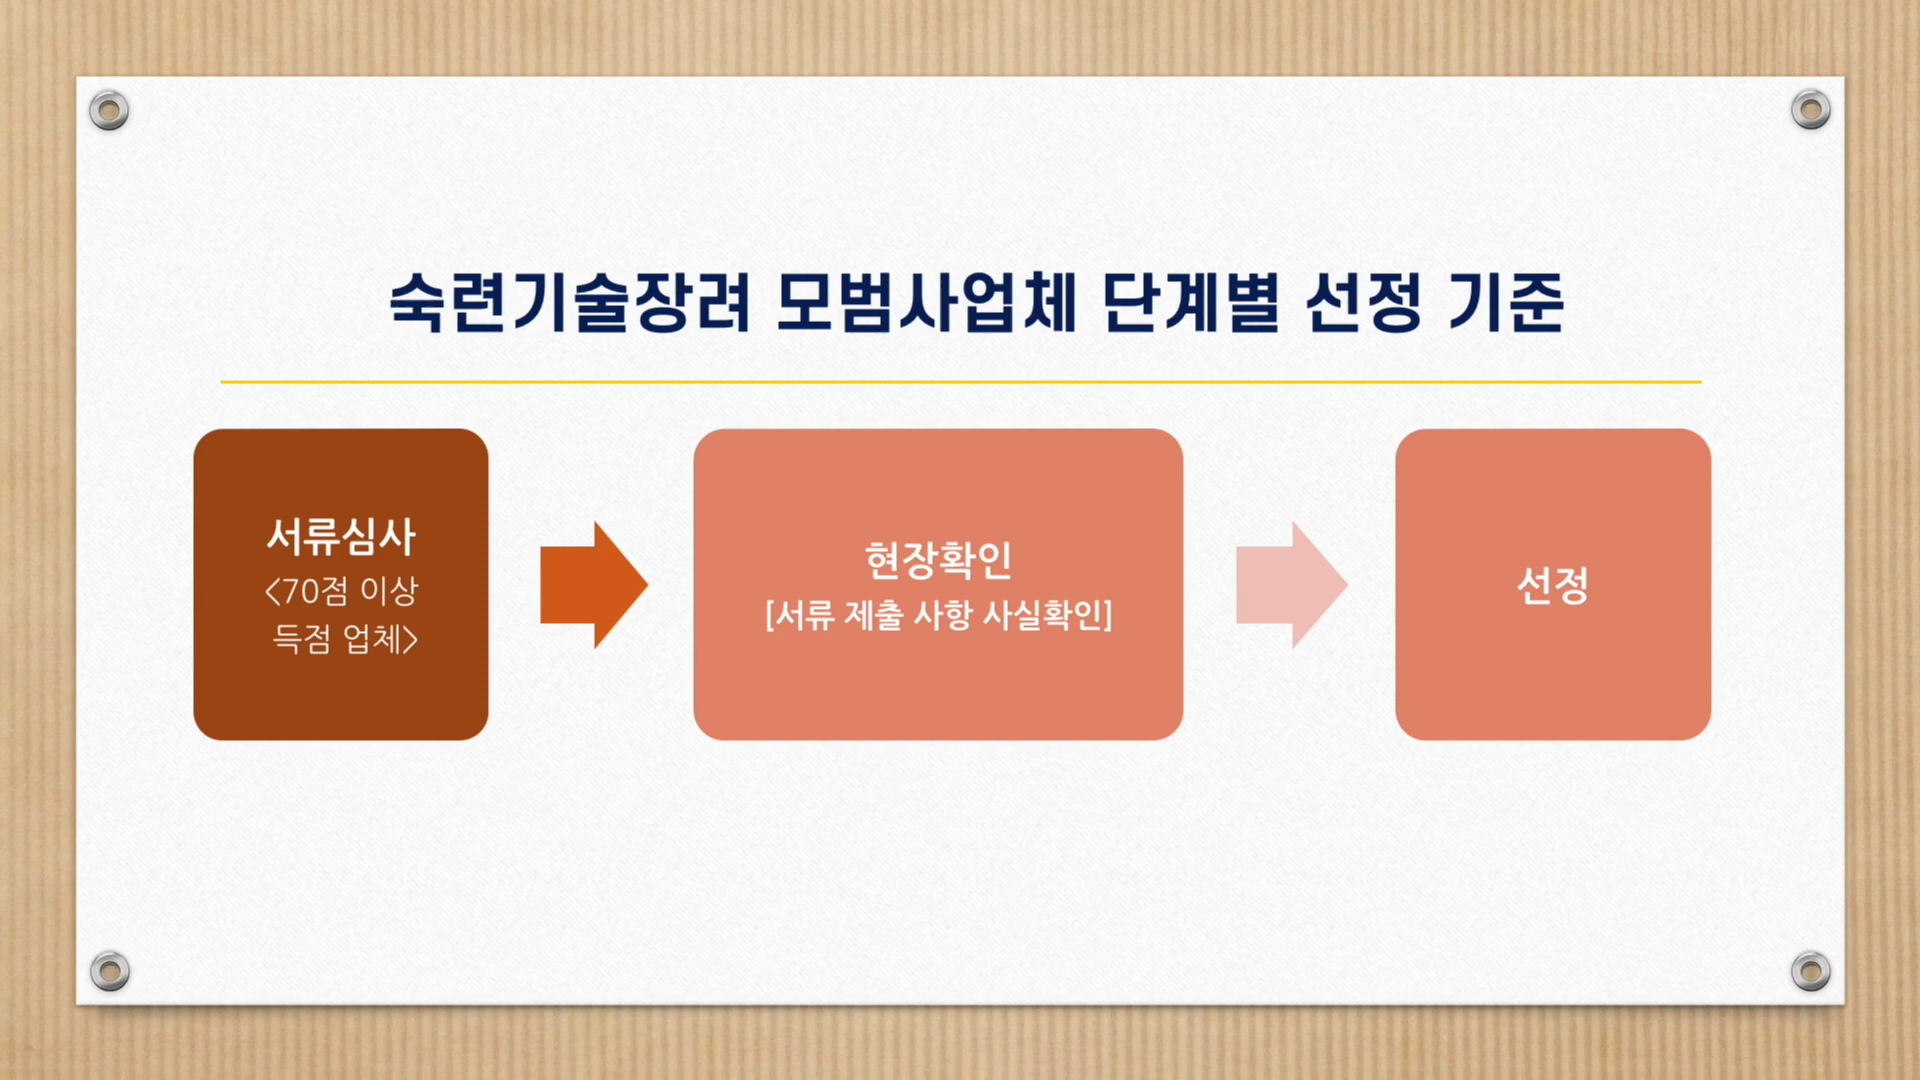 숙련기술장려 모범사업체 단계별 선정 기준
서류심사
<70점 이상
득점 업체>
현장확인
[서류 제출 사항 사실확인]
선정